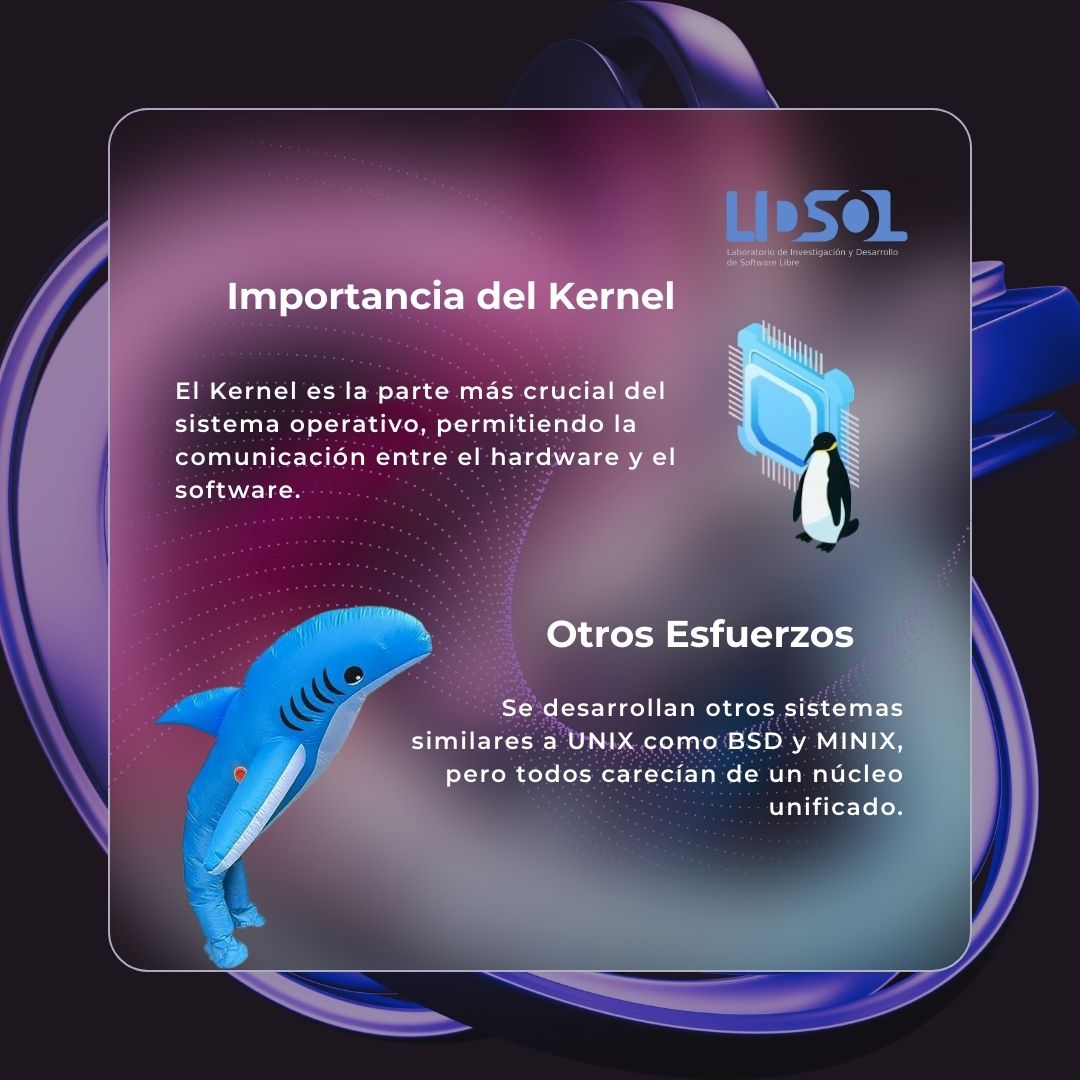 LIDSOL
Laboratorio de Investigación y Desarrollo
de Software Libre
Importancia del Kernel
El Kernel es la parte más crucial del
sistema operativo, permitiendo la
comunicación entre el hardware y el
software.
Otros Esfuerzos
Se desarrollan otros sistemas
similares a UNIX como BSD y MINIX,
pero todos carecían de un núcleo
unificado.